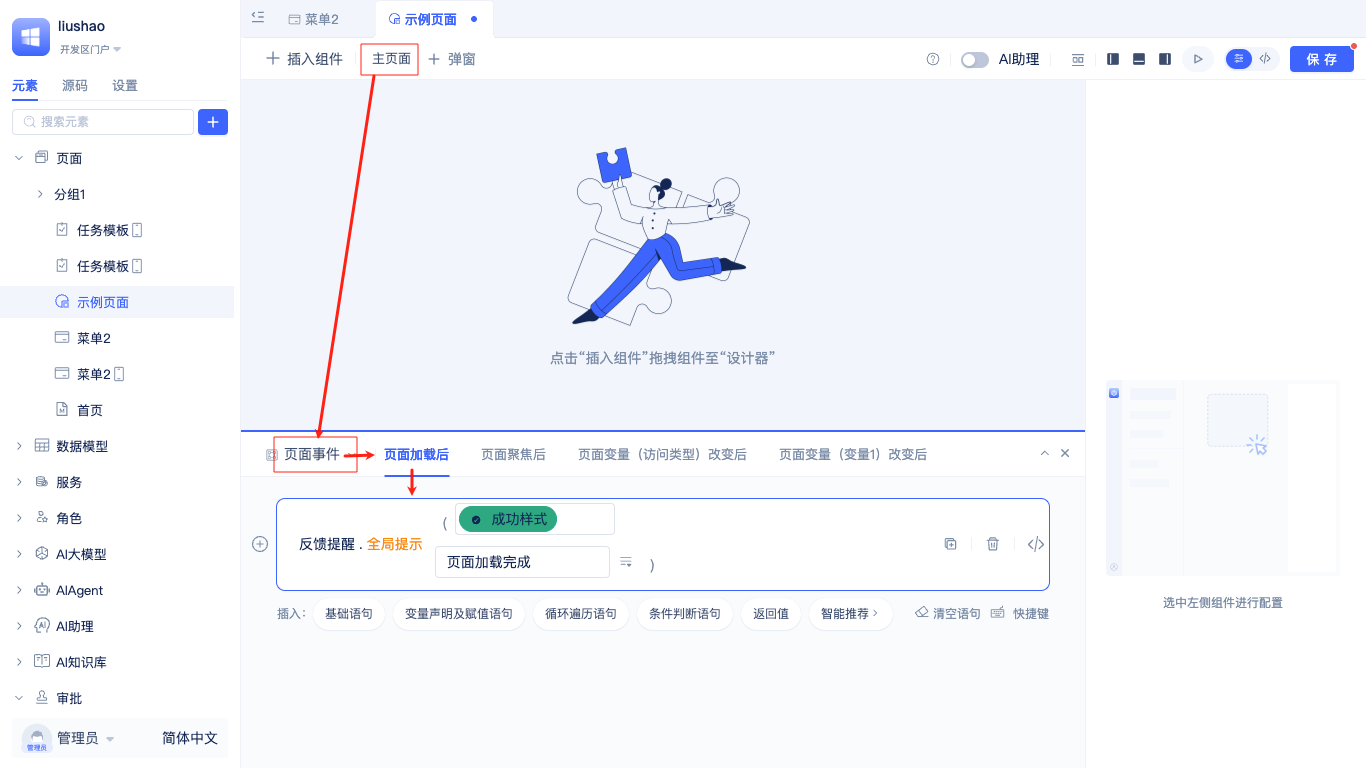 liushao
开发区门户
元素
源码
设置
搜索元素
页面
分组1
任务模板
任务模板
示例页面
菜单2
菜单2
首页
数据模型
服务
角色
AI大模型
AIAgent
AI助理
AI知识库
审批
管理员
管理员
简体中文
菜单2
示例页面
插入组件
主页面
弹窗
AI助理
保存
点击“插入组件”拖拽组件至“设计器”
页面事件
页面加载后
页面聚焦后
页面变量（访问类型）改变后
页面变量（变量1）改变后
反馈提醒 . 全局提示
(
成功样式
页面加载完成
)
插入：
基础语句
变量声明及赋值语句
循环遍历语句
条件判断语句
返回值
智能推荐
清空语句
快捷键
选中左侧组件进行配置